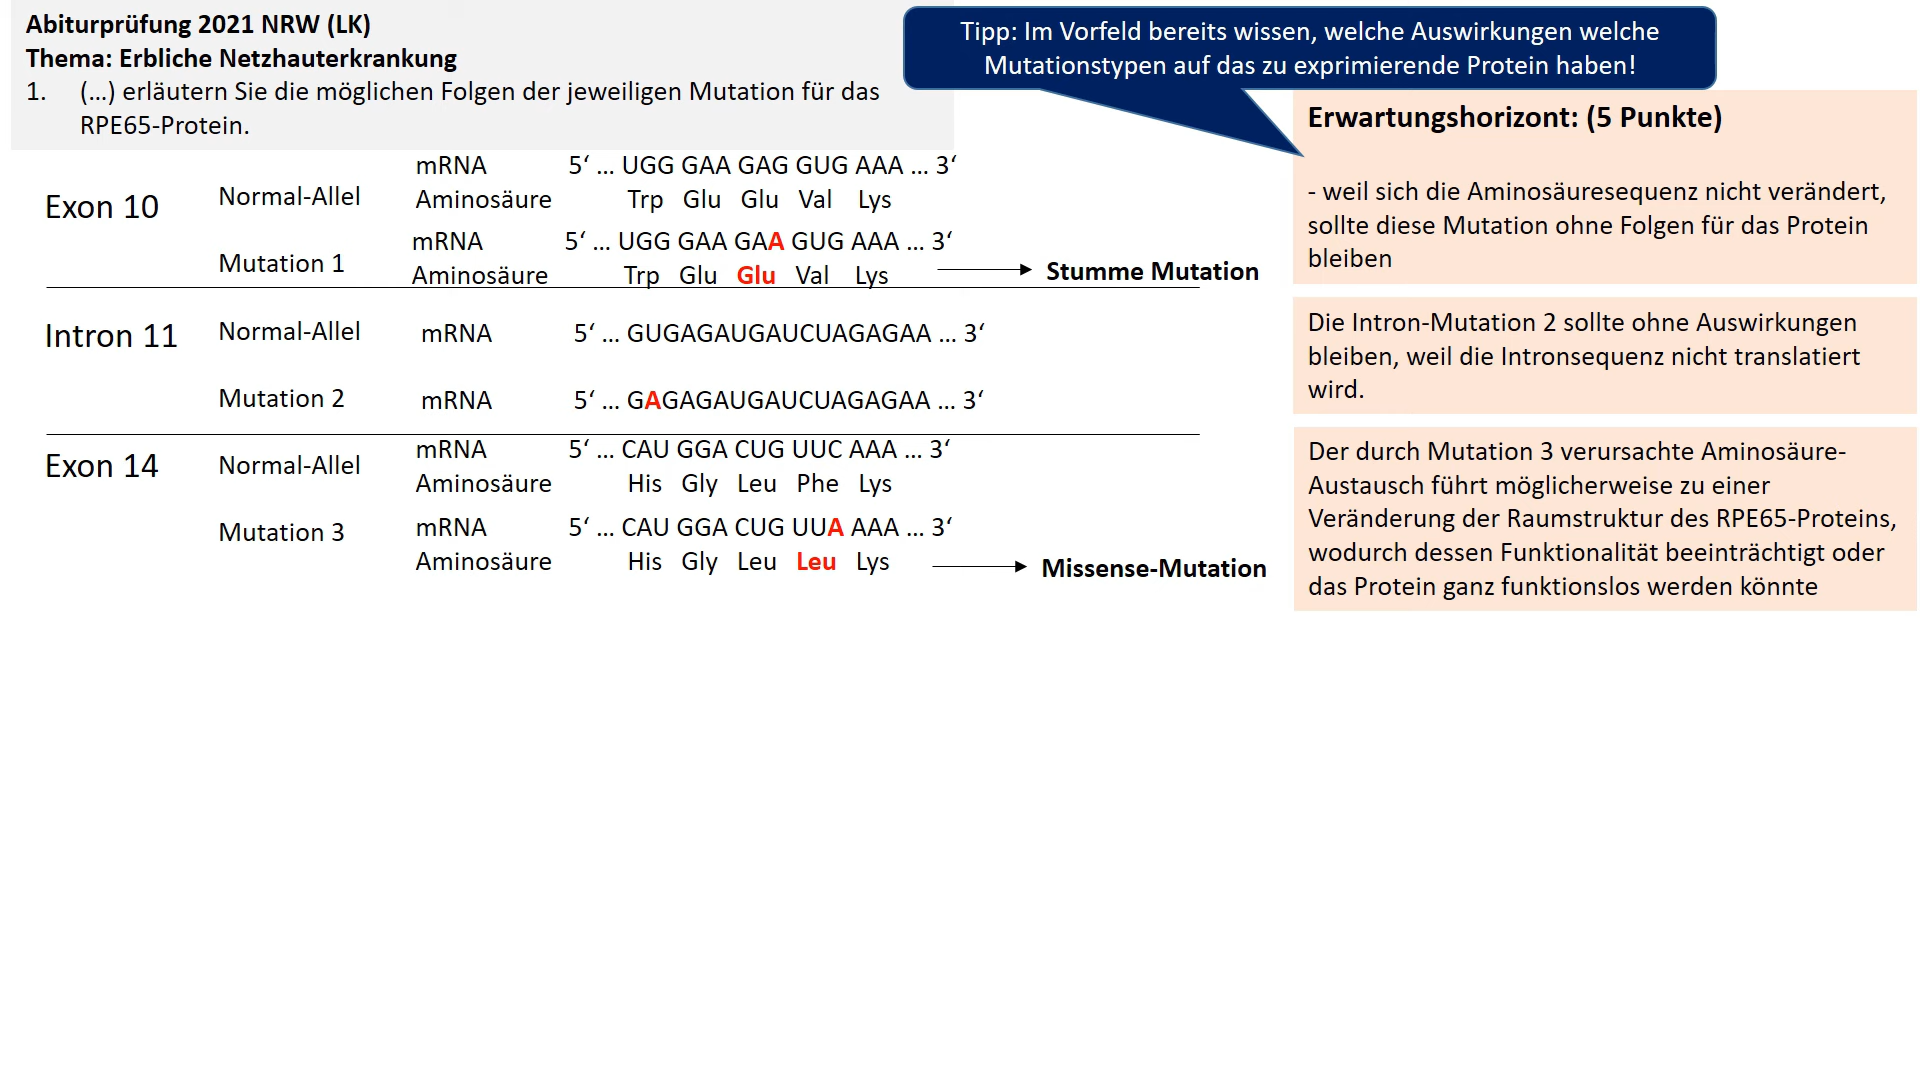 Abiturprüfung 2021 NRW (LK)
Thema: Erbliche Netzhauterkrankung
1. (...) erläutern Sie die möglichen Folgen der jeweiligen Mutation für das
RPE65-Protein.
Tipp: Im Vorfeld bereits wissen, welche Auswirkungen welche
Mutationstypen auf das zu exprimierende Protein haben!
Exon 10
Normal-Allel
mRNA 5‘ ... UGG GAA GAG GUG AAA ... 3‘
Aminosäure Trp Glu Glu Val Lys
Mutation 1
mRNA 5‘ ... UGG GAA GAA GUG AAA ... 3‘
Aminosäure Trp Glu Glu Val Lys
Stumme Mutation
Intron 11
Normal-Allel mRNA 5‘ ... GUGAGAUGAUCUAGAGAA ... 3‘
Mutation 2 mRNA 5‘ ... GAGAGAUGAUCUAGAGAA ... 3‘
Exon 14
Normal-Allel
mRNA 5‘ ... CAU GGA CUG UUC AAA ... 3‘
Aminosäure His Gly Leu Phe Lys
Mutation 3
mRNA 5‘ ... CAU GGA CUG UUA AAA ... 3‘
Aminosäure His Gly Leu Leu Lys
Missense-Mutation
Erwartungshorizont: (5 Punkte)
- weil sich die Aminosäuresequenz nicht verändert,
sollte diese Mutation ohne Folgen für das Protein
bleiben
Die Intron-Mutation 2 sollte ohne Auswirkungen
bleiben, weil die Intronsequenz nicht translatiert
wird.
Der durch Mutation 3 verursachte Aminosäure-
Austausch führt möglicherweise zu einer
Veränderung der Raumstruktur des RPE65-Proteins,
wodurch dessen Funktionalität beeinträchtigt oder
das Protein ganz funktionslos werden könnte